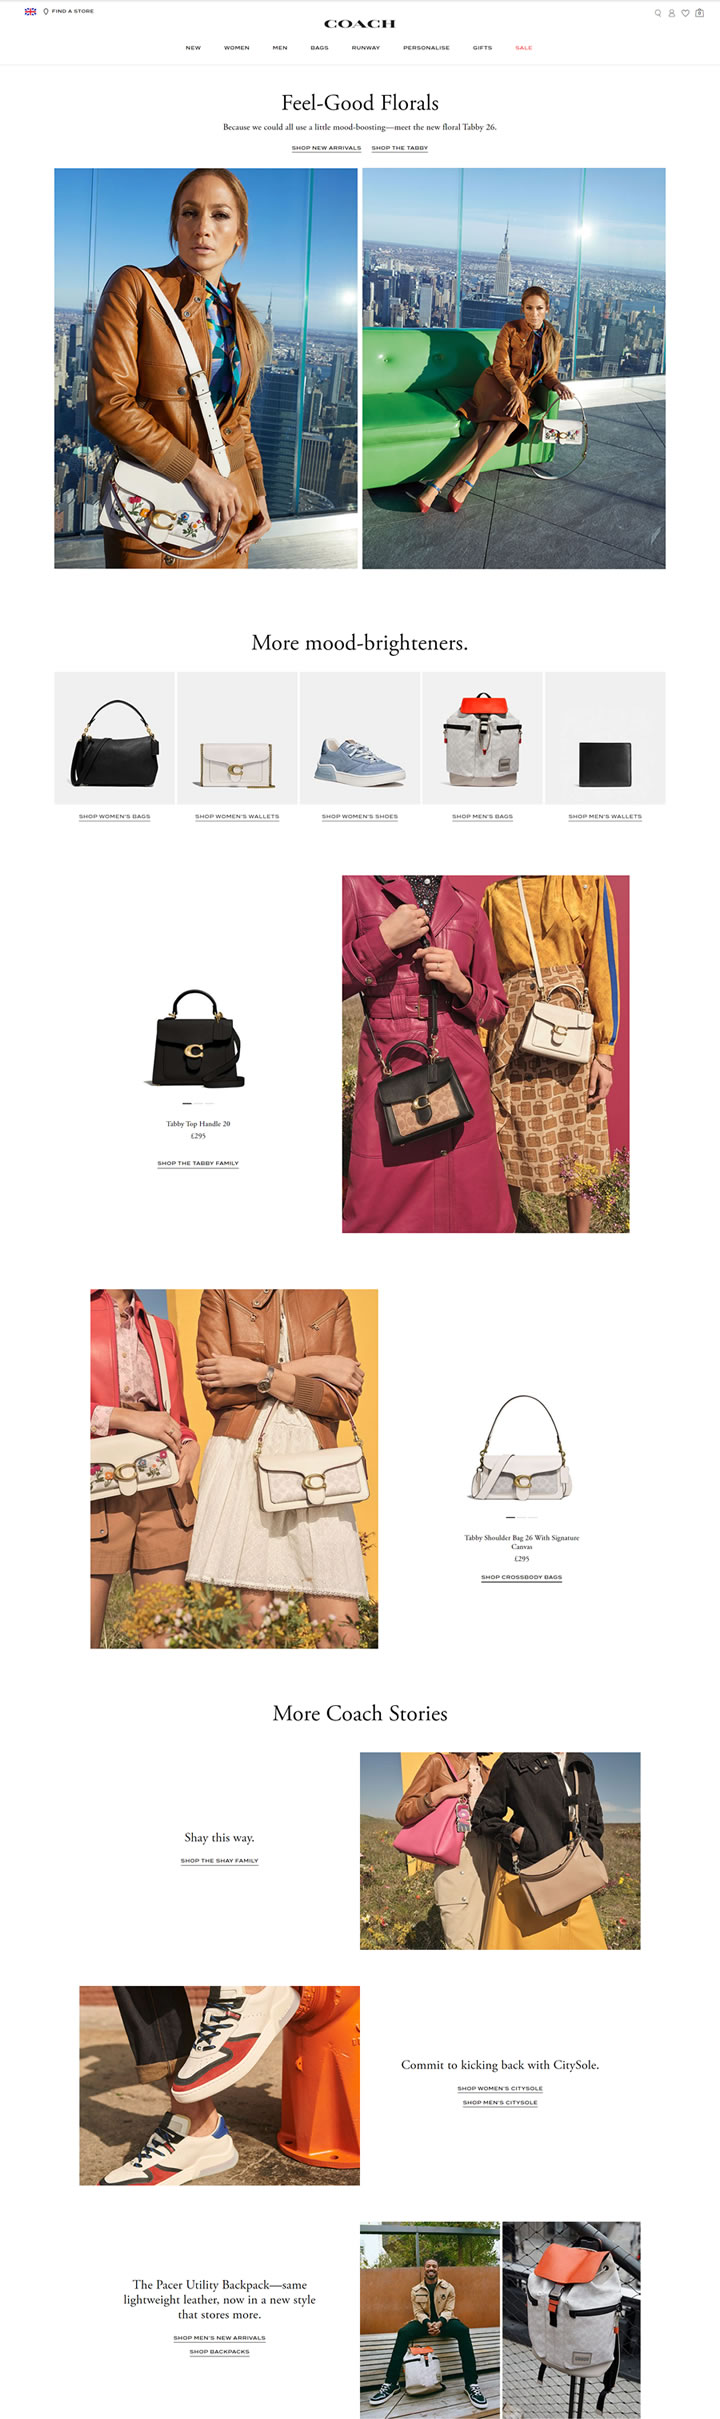 FIND A STORE
COACH
0
NEW WOMEN MEN BAGS RUNWAY PERSONALISE GIFTS SALE
Feel-Good Florals
Because we could all use a little mood-boosting—meet the new floral Tabby 26.
SHOP NEW ARRIVALS SHOP THE TABBY
More mood-brighteners.
SHOP WOMEN'S BAGS SHOP WOMEN'S WALLETS SHOP WOMEN'S SHOES SHOP MEN'S BAGS SHOP MEN'S WALLETS
Tabby Top Handle 20
£295
SHOP THE TABBY FAMILY
Tabby Shoulder Bag 26 With Signature
Canvas
£295
SHOP CROSSBODY BAGS
More Coach Stories
Shay this way.
SHOP THE SHAY FAMILY
Commit to kicking back with CitySole.
SHOP WOMEN'S CITYSOLE
SHOP MEN'S CITYSOLE
The Pacer Utility Backpack—same
lightweight leather, now in a new style
that stores more.
SHOP MEN'S NEW ARRIVALS
SHOP BACKPACKS